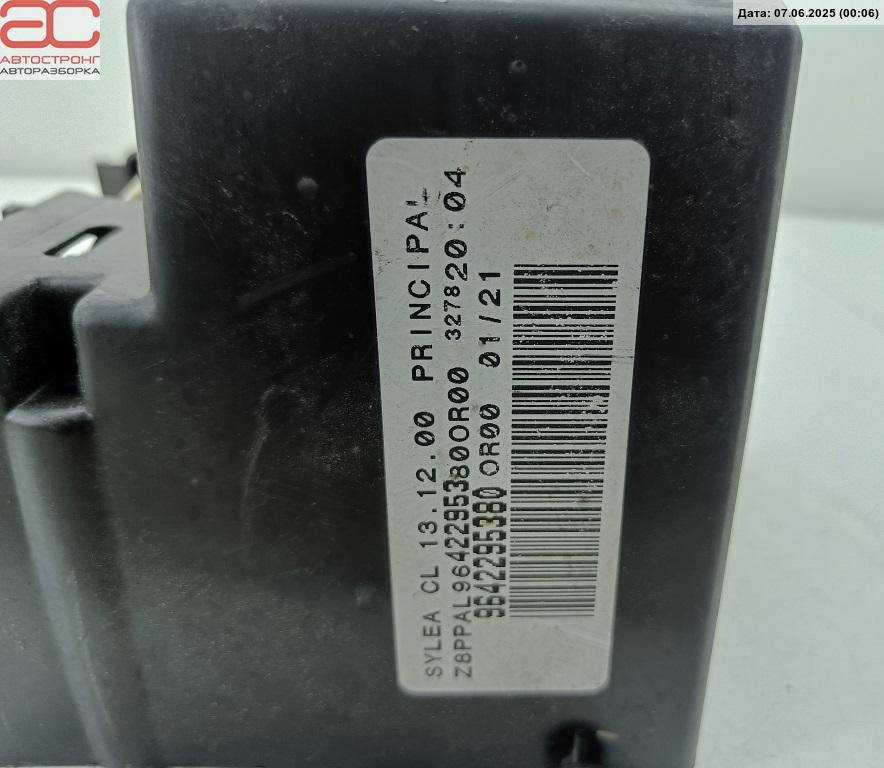 Дата: 07.06.2025 (00:06)
АС
АВТОСТРОНГ
АВТОРАЗБОРКА
SYLEA CL 13.12.00 PRINCIPAL
Z8PPAL9642295380OR00 327820:04
9642295380 OR00 01/21